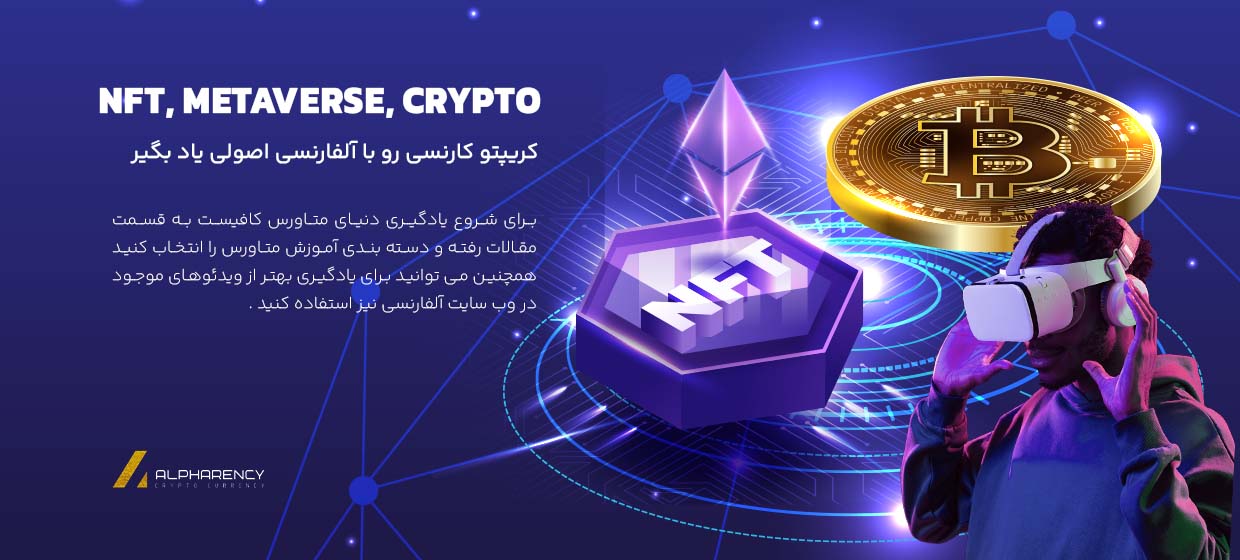 NFT, METAVERSE, CRYPTO
کریپتو کارنسی رو با آلفارنسی اصولی یاد بگیر
برای شروع یادگیری دنیای متاورس کافیست به قسمت
مقالات رفته و دسته بندی آموزش متاورس را انتخاب کنید
همچنین می توانید برای یادگیری بهتر از ویدئوهای موجود
در وب سایت آلفارنسی نیز استفاده کنید .
NFT
DECENTRALIZED
B
ALPHARENCY
CRYPTO CURRENCY